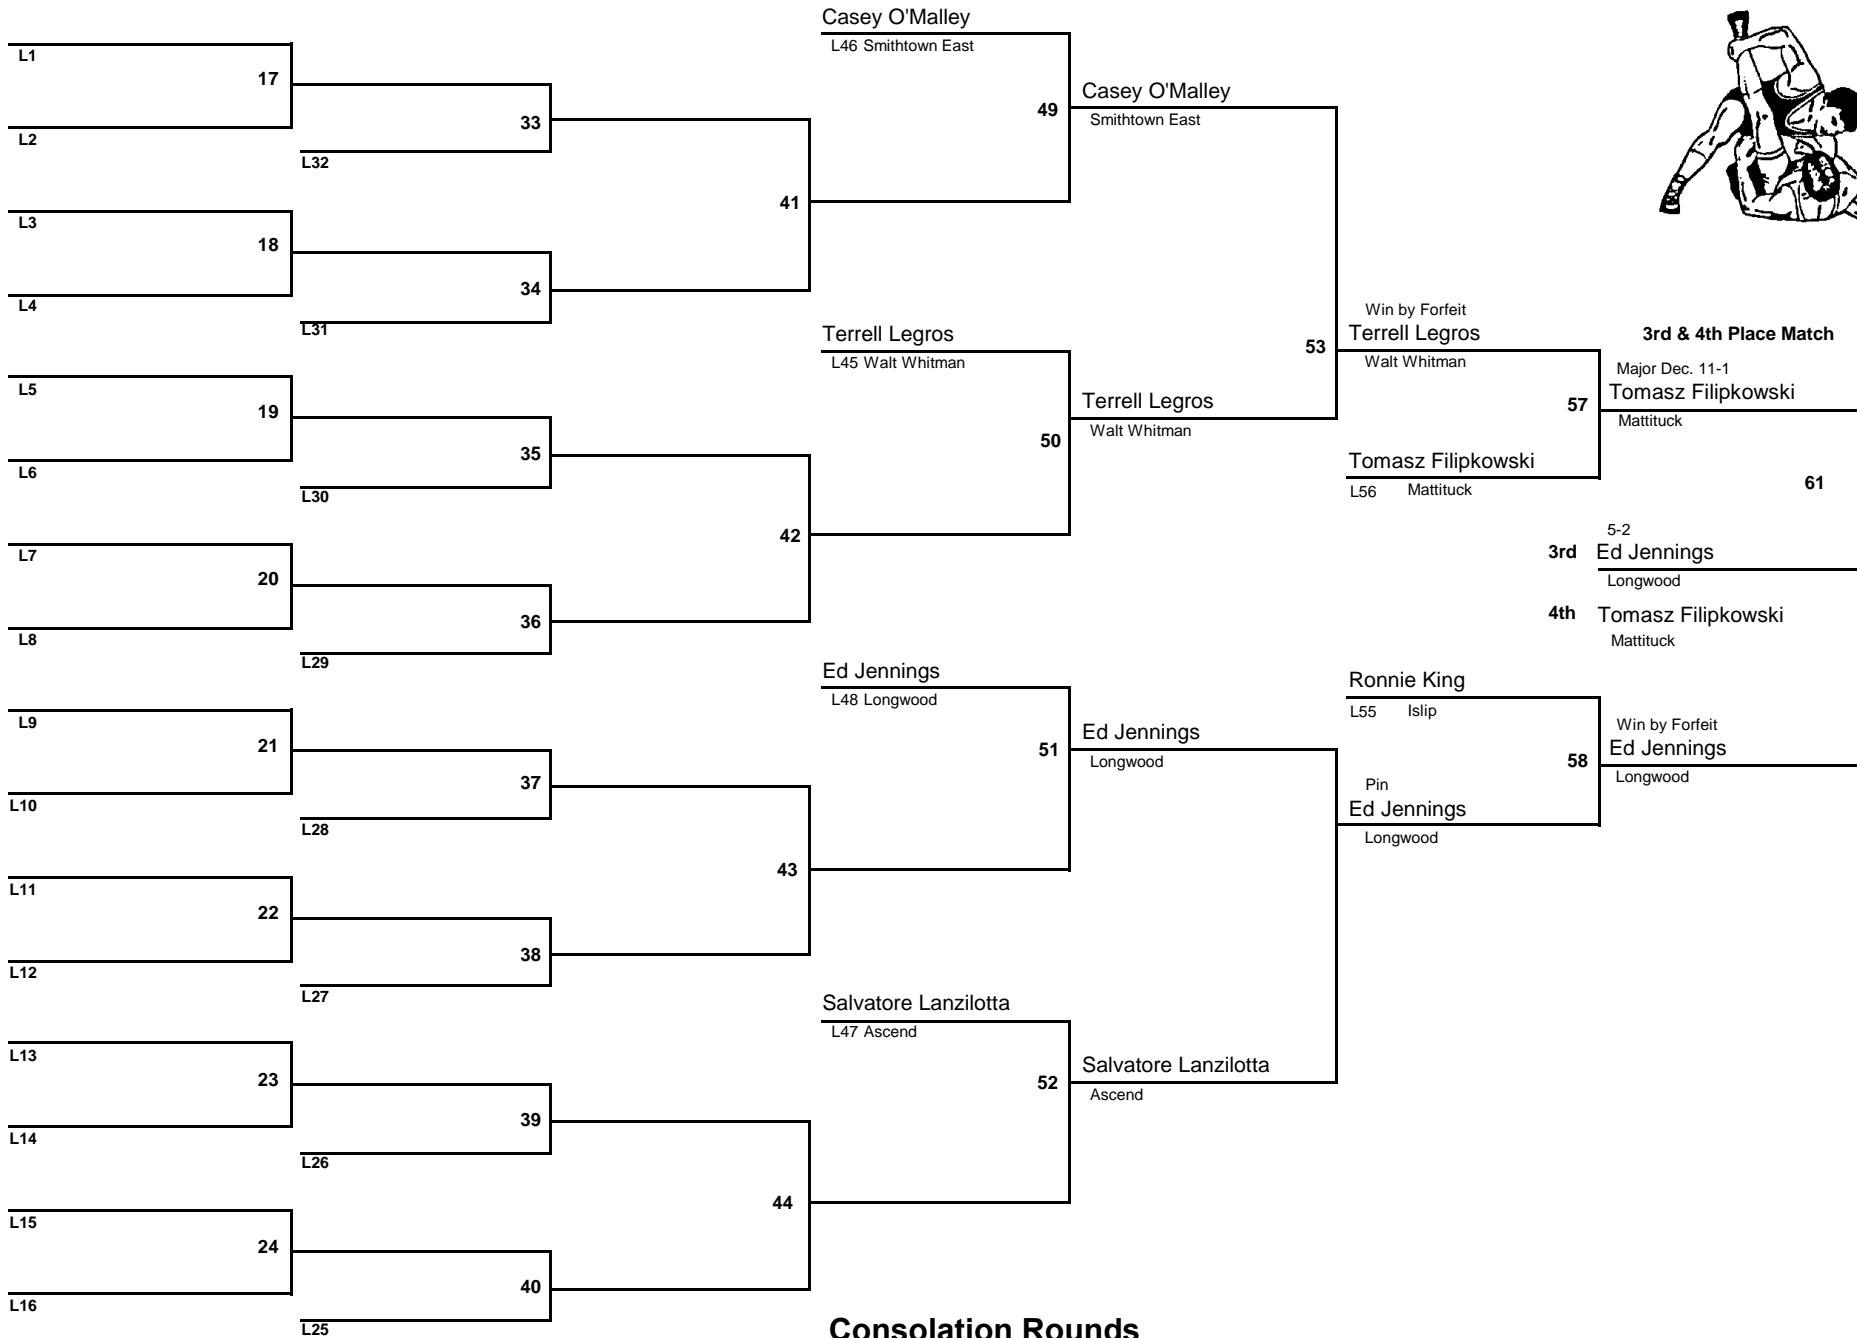 L1
17
L2
33
L32
L3
18
L4
34
L31
41
L5
19
L6
35
L30
L7
20
L8
36
L29
42
L9
21
L10
37
L28
L11
22
L12
38
L27
43
L13
23
L14
39
L26
L15
24
L16
40
L25
44
Casey O'Malley
L46 Smithtown East
49
Terrell Legros
L45 Walt Whitman
50
Ed Jennings
L48 Longwood
51
Salvatore Lanzilotta
L47 Ascend
52
Casey O'Malley
Smithtown East
53
Terrell Legros
Walt Whitman
Ed Jennings
Longwood
Salvatore Lanzilotta
Ascend
Win by Forfeit
Terrell Legros
Walt Whitman
57
Tomasz Filipkowski
L56 Mattituck
Ronnie King
L55 Islip
58
Pin
Ed Jennings
Longwood
3rd & 4th Place Match
Major Dec. 11-1
Tomasz Filipkowski
Mattituck
61
5-2
3rd Ed Jennings
Longwood
4th Tomasz Filipkowski
Mattituck
Win by Forfeit
Ed Jennings
Longwood
Consolation Rounds